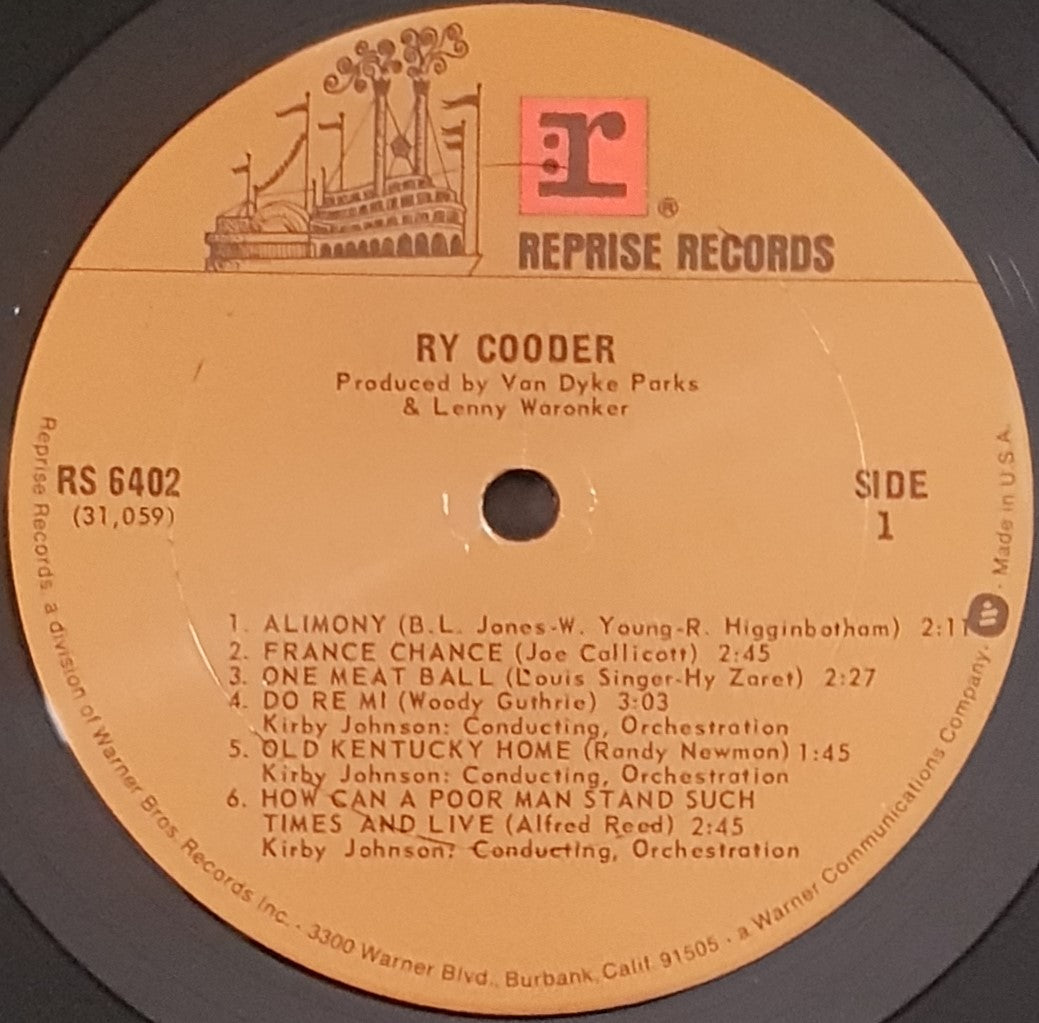 r:
®
REPRISE RECORDS
RY COODER
Produced by Van Dyke Parks
& Lenny Waronker
RS 6402
(31,059)
SIDE
1
1. ALIMONY (B.L. Jones-W. Young-R. Higginbotham) 2:11
2. FRANCE CHANCE (Joe Callicott) 2:45
3. ONE MEAT BALL (Louis Singer-Hy Zaret) 2:27
4. DO RE MI (Woody Guthrie) 3:03
Kirby Johnson: Conducting, Orchestration
5. OLD KENTUCKY HOME (Randy Newman) 1:45
Kirby Johnson: Conducting, Orchestration
6. HOW CAN A POOR MAN STAND SUCH
TIMES AND LIVE (Alfred Reed) 2:45
Kirby Johnson: Conducting, Orchestration
Reprise Records, a division of Warner Bros. Records Inc. · 3300 Warner Blvd., Burbank, Calif. 91505 · a Warner Communications Company · W · Made in U.S.A.